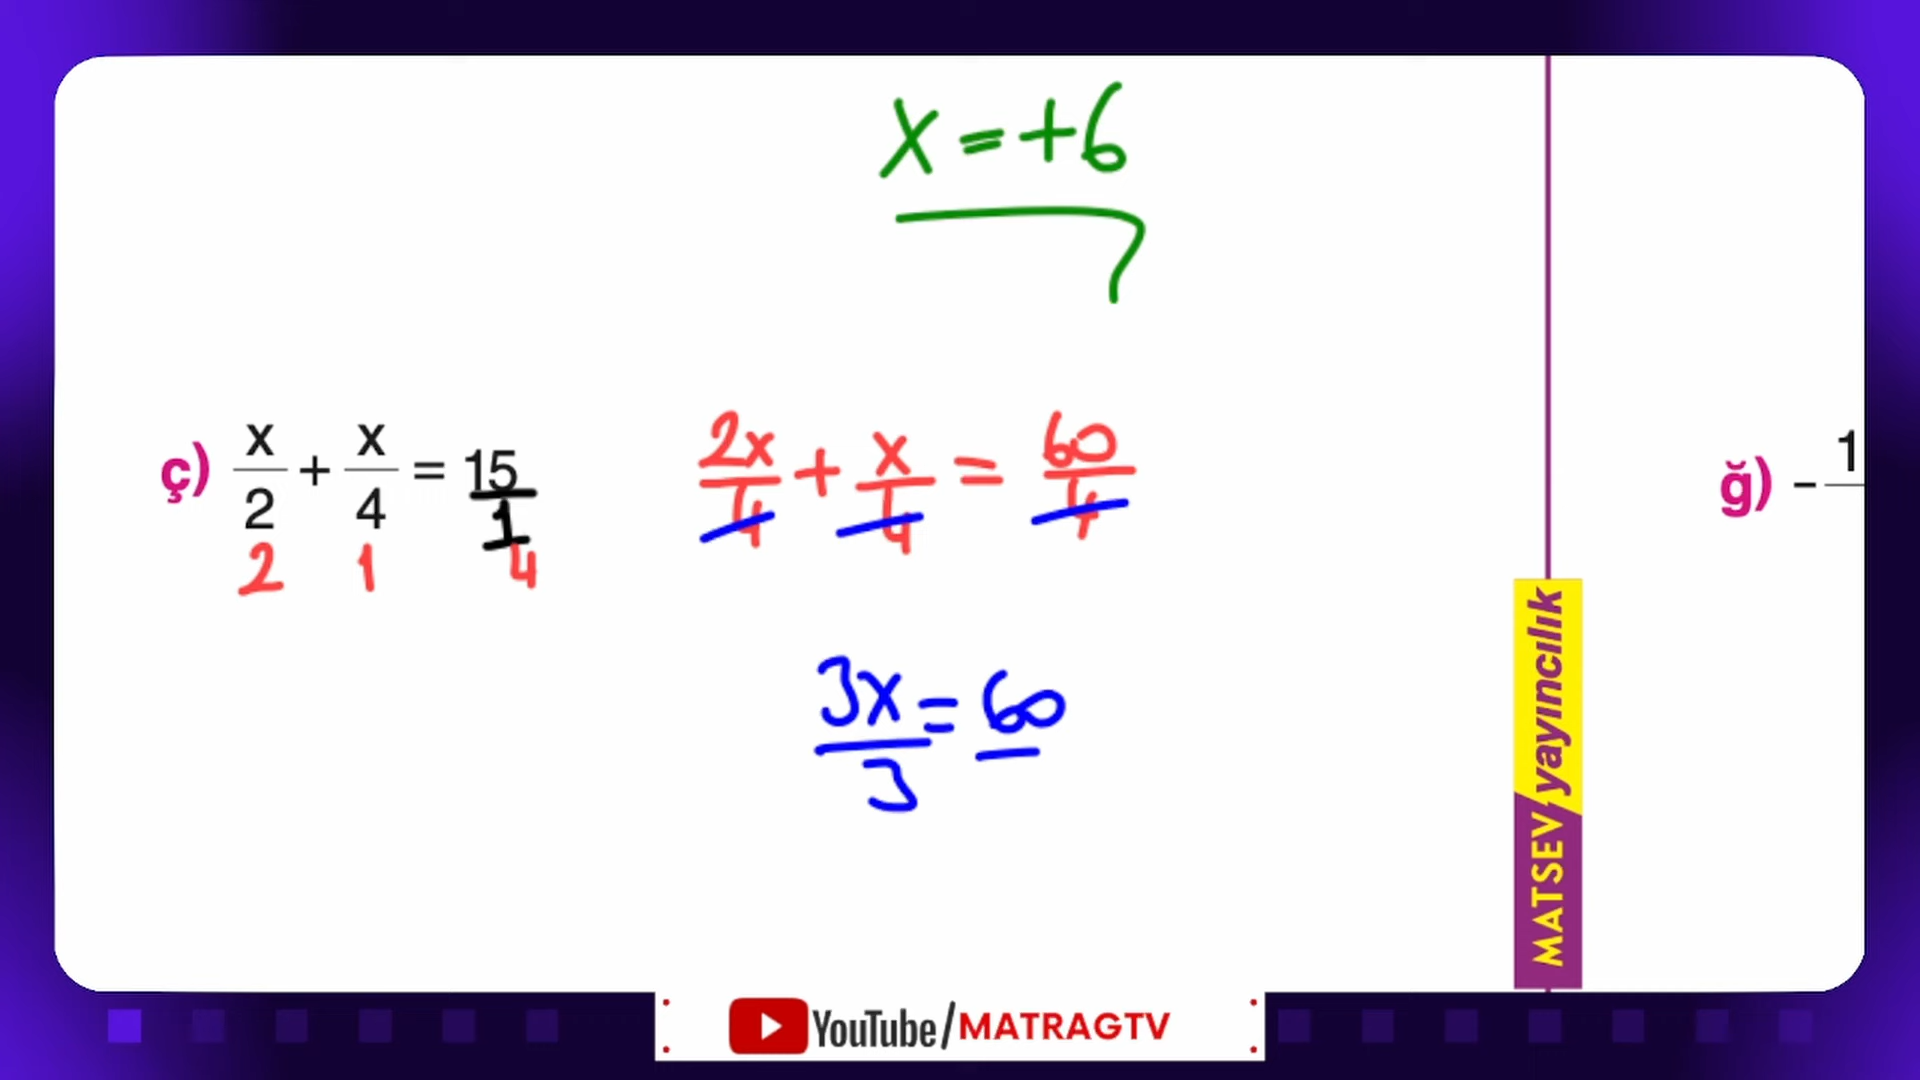 x = +6
ç) x/2 + x/4 = 15/1
2 1 4
2x/4 + x/4 = 60/4
3x/3 = 60
ğ) - 1
MATSEV yayıncılık
YouTube/MATRAGTV